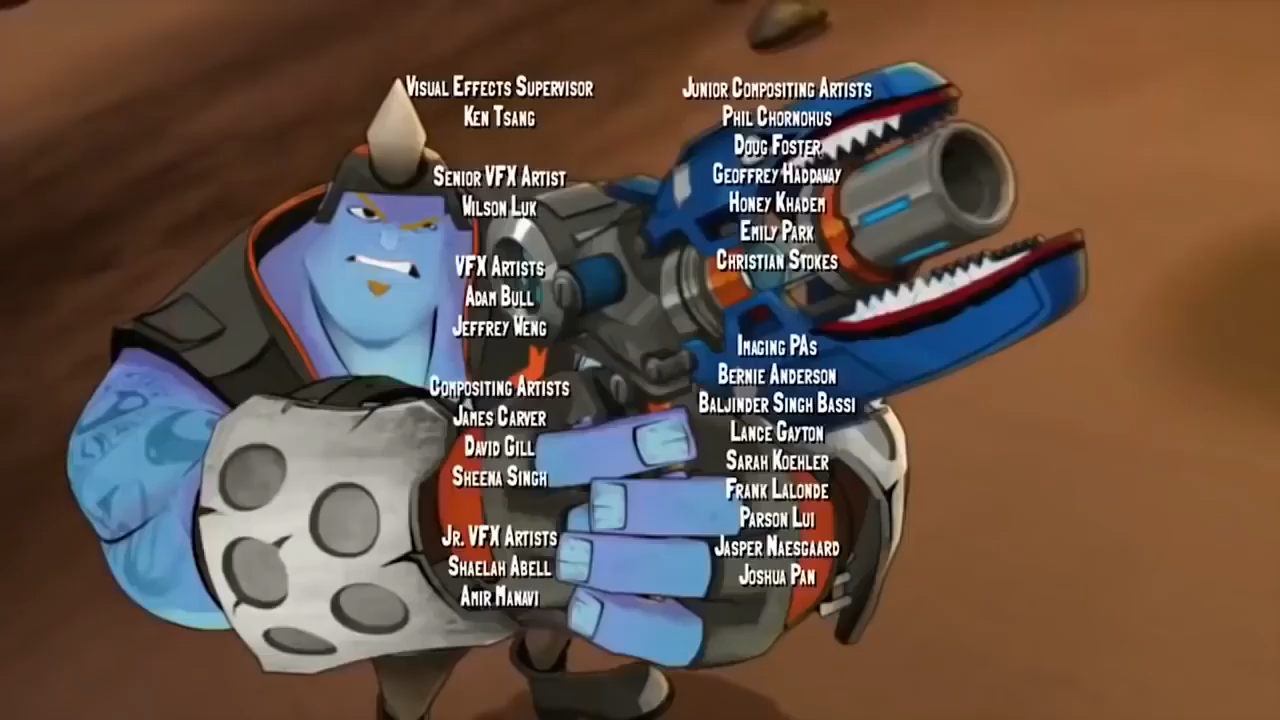 Visual Effects Supervisor
Ken Tsang
Senior VFX Artist
Wilson Luk
VFX Artists
Adam Bull
Jeffrey Weng
Compositing Artists
James Carver
David Gill
Sheena Singh
Jr. VFX Artists
Shaelah Abell
Amir Manavi
Junior Compositing Artists
Phil Chornohus
Doug Foster
Geoffrey Haddaway
Honey Khadem
Emily Park
Christian Stokes
Imaging PAs
Bernie Anderson
Baljinder Singh Bassi
Lance Gayton
Sarah Koehler
Frank Lalonde
Parson Lui
Jasper Naesgaard
Joshua Pan